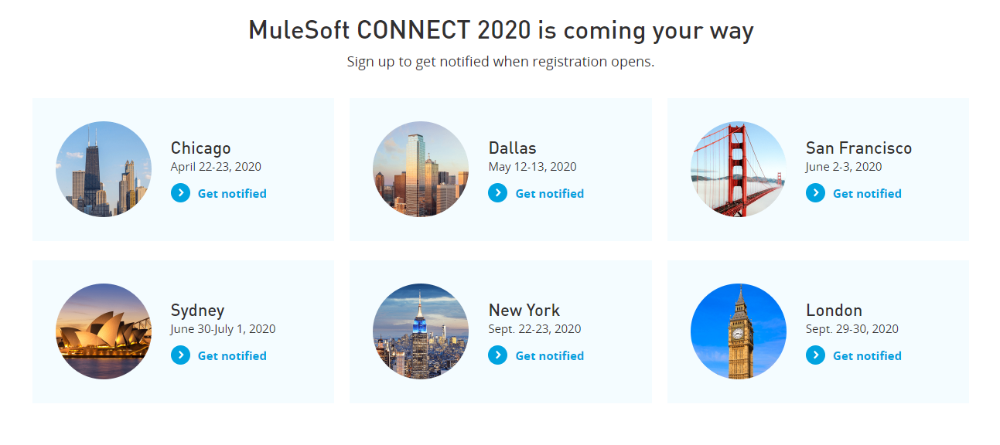 MuleSoft CONNECT 2020 is coming your way
Sign up to get notified when registration opens.
Chicago
April 22-23, 2020
Get notified
Dallas
May 12-13, 2020
Get notified
San Francisco
June 2-3, 2020
Get notified
Sydney
June 30-July 1, 2020
Get notified
New York
Sept. 22-23, 2020
Get notified
London
Sept. 29-30, 2020
Get notified